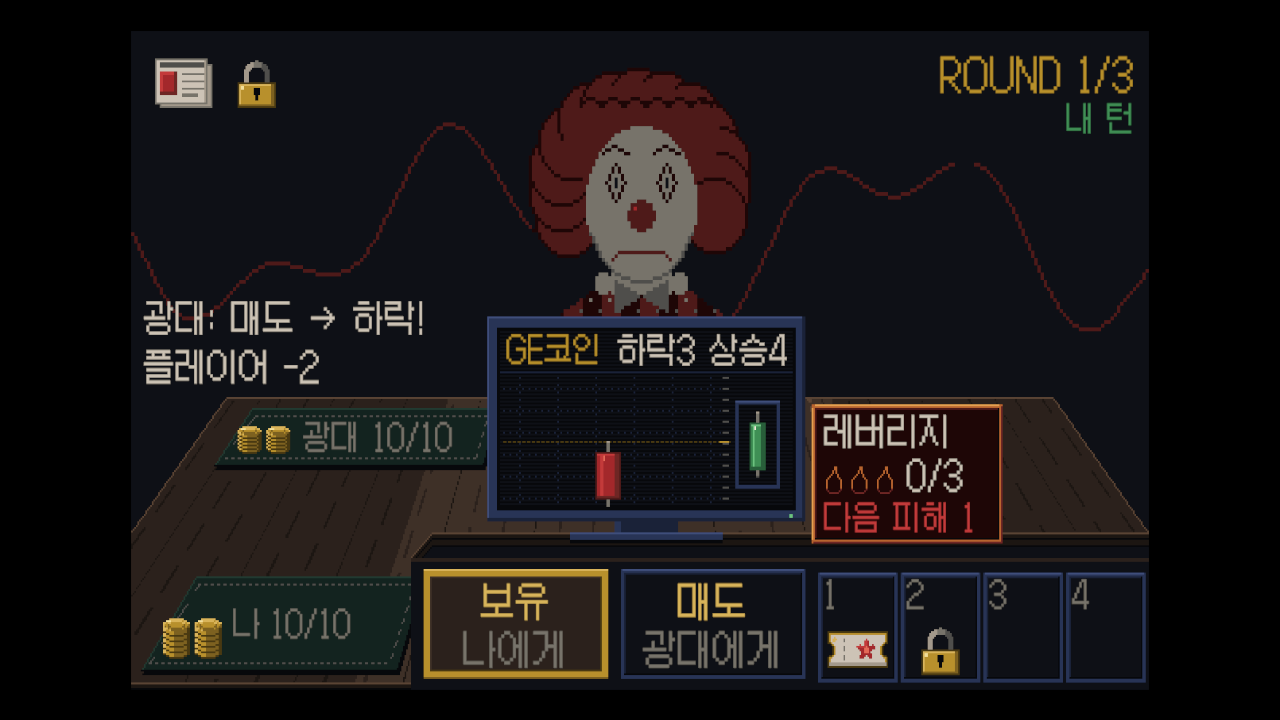 ROUND 1/3
내 턴
광대: 매도 → 하락!
플레이어 -2
GE코인 하락3 상승4
광대 10/10
레버리지
0/3
다음 피해 1
나 10/10
보유
나에게
매도
광대에게
1
2
3
4